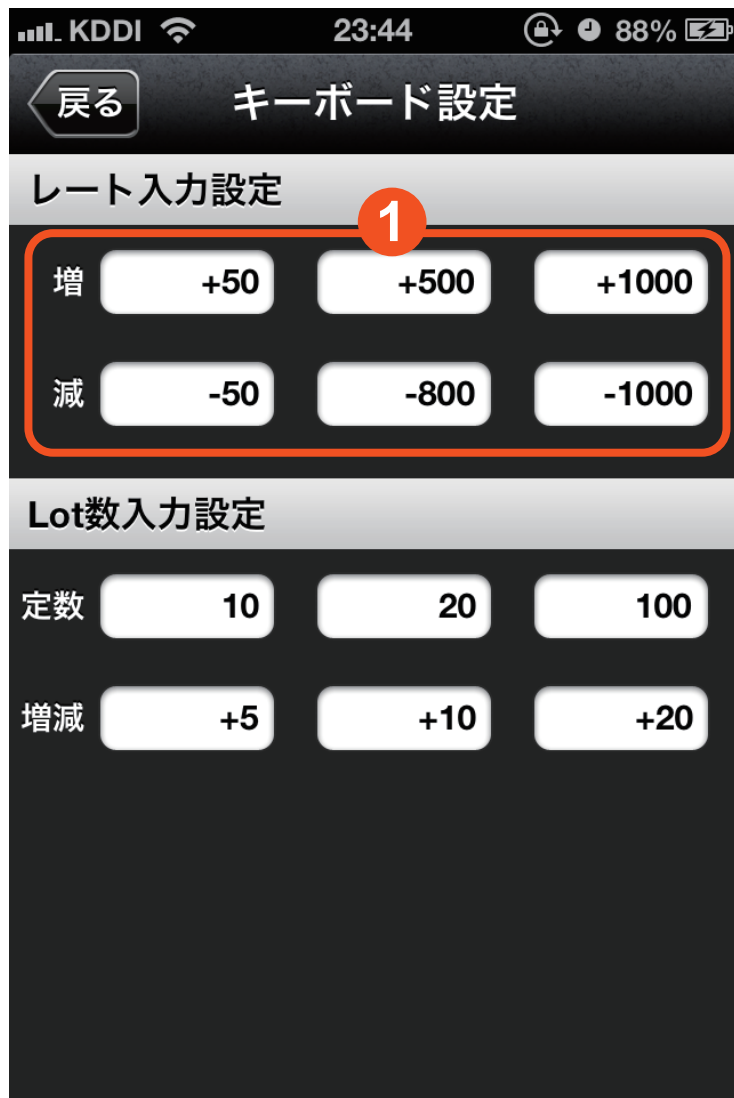 KDDI 23:44 88%
戻る キーボード設定
レート入力設定
1
増 +50 +500 +1000
減 -50 -800 -1000
Lot数入力設定
定数 10 20 100
増減 +5 +10 +20